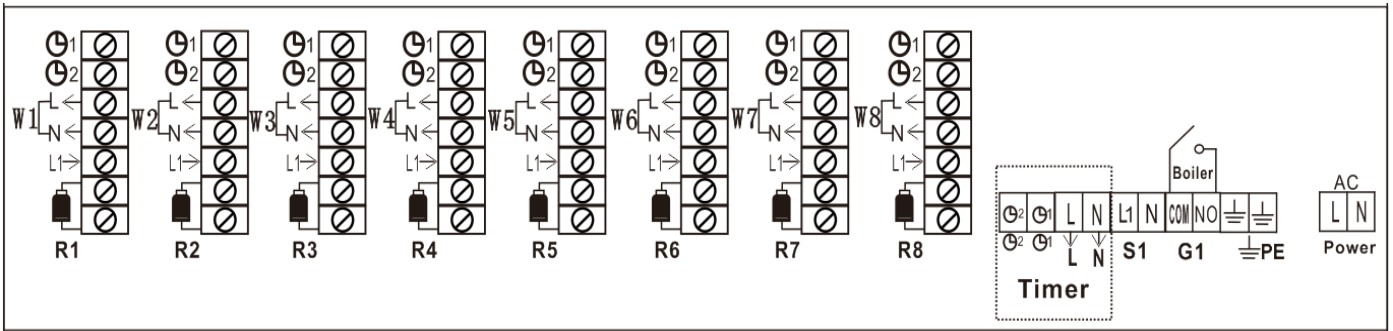 1
2
L
W1
N
L1
R1
1
2
L
W2
N
L1
R2
1
2
L
W3
N
L1
R3
1
2
L
W4
N
L1
R4
1
2
L
W5
N
L1
R5
1
2
L
W6
N
L1
R6
1
2
L
W7
N
L1
R7
1
2
L
W8
N
L1
R8
Boiler
2 1 L N L1 N COM NO
2 1 L N S1 G1 PE
Timer
AC
L N
Power